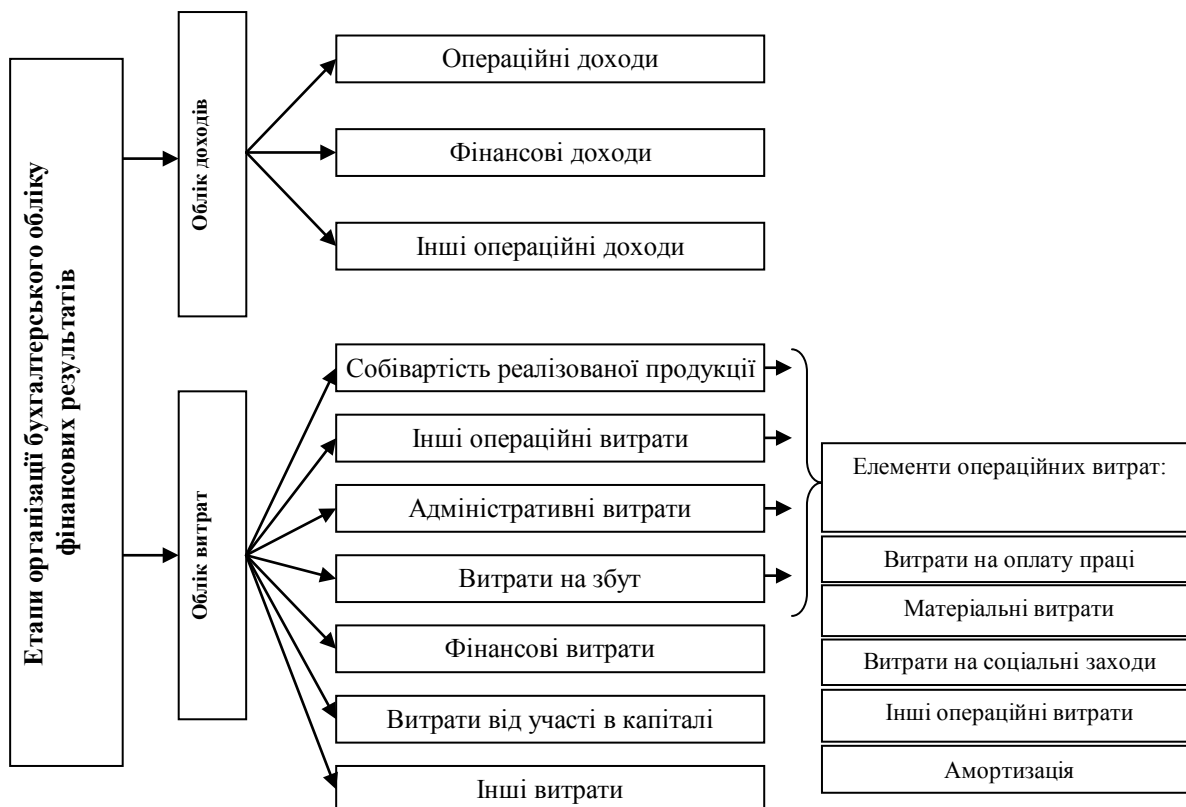 Етапи організації бухгалтерського обліку
фінансових результатів
Облік доходів
Операційні доходи
Фінансові доходи
Інші операційні доходи
Облік витрат
Собівартість реалізованої продукції
Інші операційні витрати
Адміністративні витрати
Витрати на збут
Фінансові витрати
Витрати від участі в капіталі
Інші витрати
Елементи операційних витрат:
Витрати на оплату праці
Матеріальні витрати
Витрати на соціальні заходи
Інші операційні витрати
Амортизація